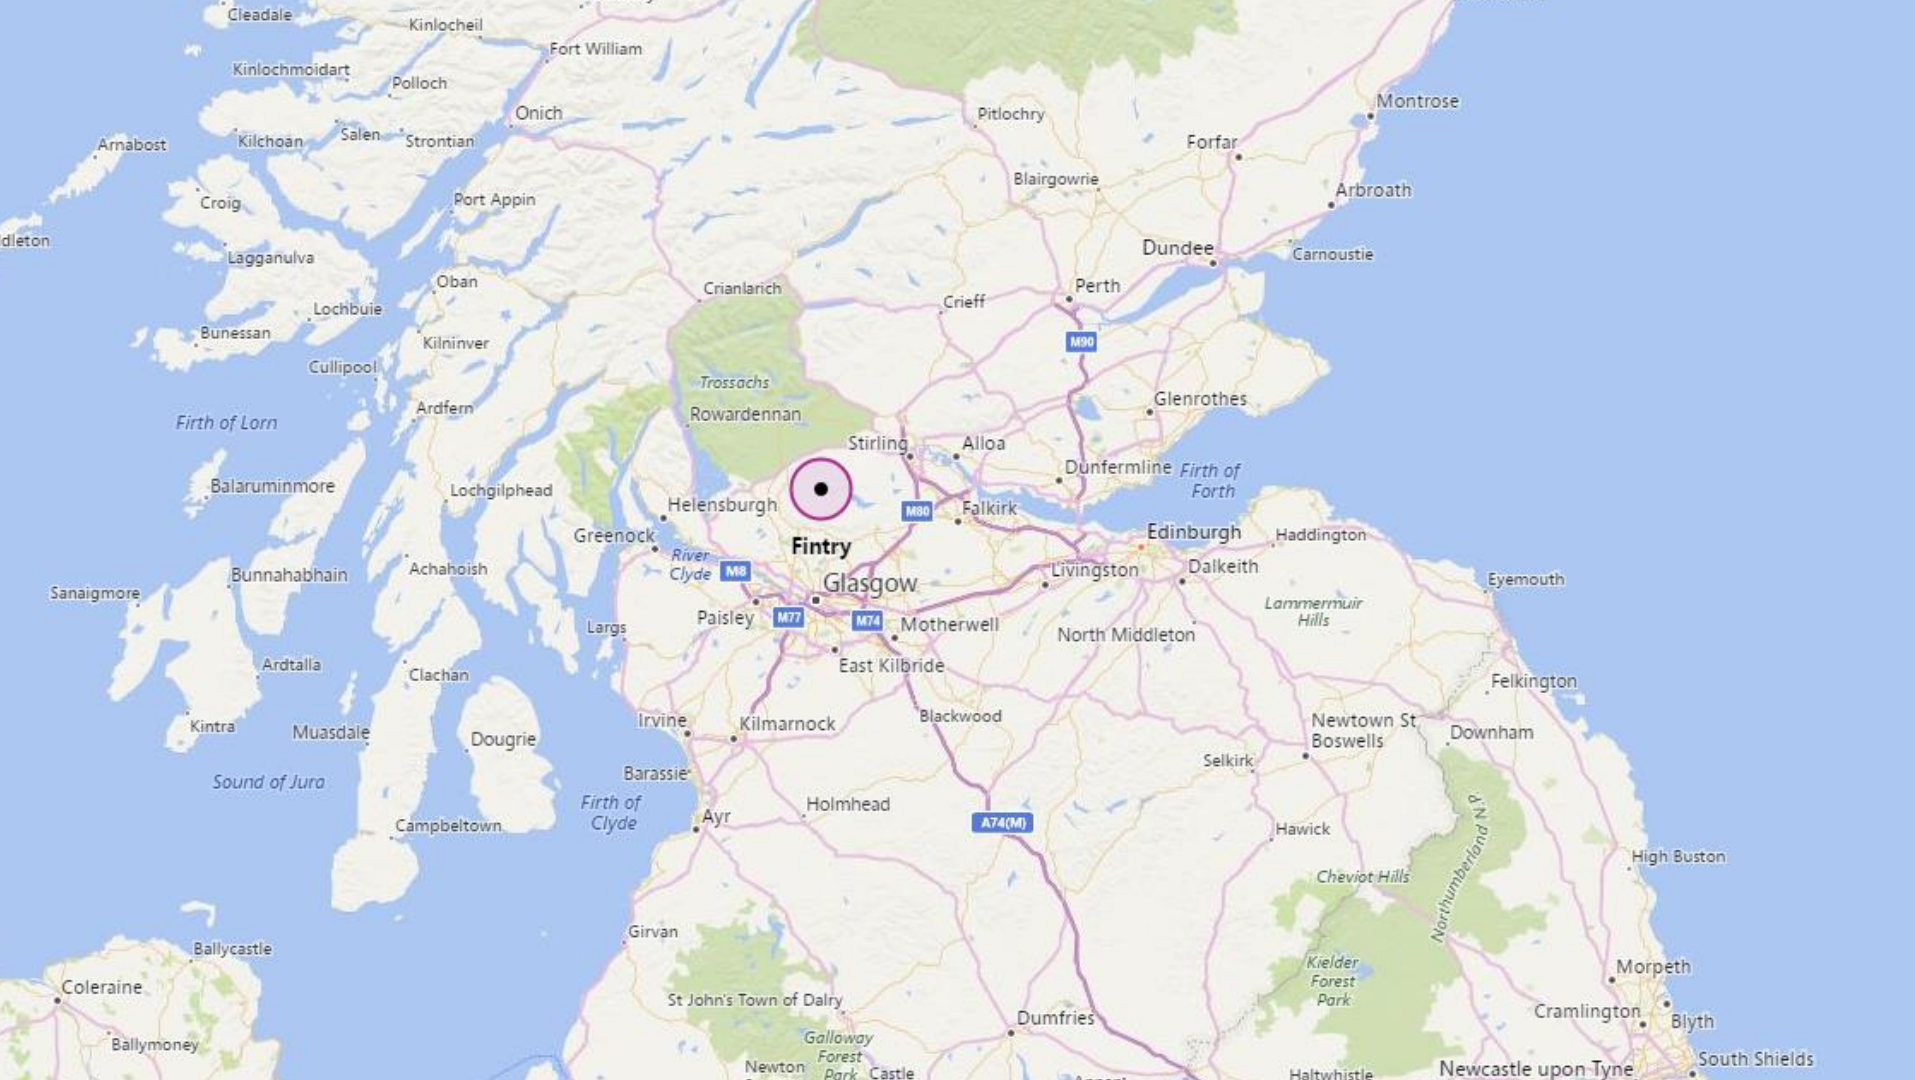 Cleadale
Kinlocheil
Fort William
Kinlochmoidart
Polloch
Onich
Pitlochry
Montrose
Arnabost
Kilchoan
Salen
Strontian
Forfar
Blairgowrie
Arbroath
Croig
Port Appin
dleton
Lagganulva
Dundee
Carnoustie
Oban
Crianlarich
Crieff
Perth
Lochbuie
Bunessan
Kilninver
M90
Cullipool
Trossachs
Rowardennan
Glenrothes
Ardfern
Firth of Lorn
Stirling
Alloa
Dunfermline
Firth of
Forth
Balaruminmore
Lochgilphead
Helensburgh
M80
Falkirk
Greenock
Fintry
Edinburgh
Haddington
River
Clyde
M8
Glasgow
Livingston
Dalkeith
Eyemouth
Sanaigmore
Bunnahabhain
Achahoish
Lammermuir
Hills
Largs
Paisley
M77
M74
Motherwell
North Middleton
Ardtalla
Clachan
East Kilbride
Felkington
Kintra
Muasdale
Dougrie
Irvine
Kilmarnock
Blackwood
Newtown St
Boswells
Downham
Selkirk
Sound of Jura
Barassie
Firth of
Clyde
Holmhead
Ayr
A74(M)
Campbeltown
Hawick
Northumberland N.P.
High Buston
Cheviot Hills
Girvan
Ballycastle
Kielder
Forest
Park
Morpeth
Coleraine
St John's Town of Dalry
Dumfries
Cramlington
Blyth
Ballymoney
Galloway
Forest
Park
Newton
Castle
Haltwhistle
Newcastle upon Tyne
South Shields